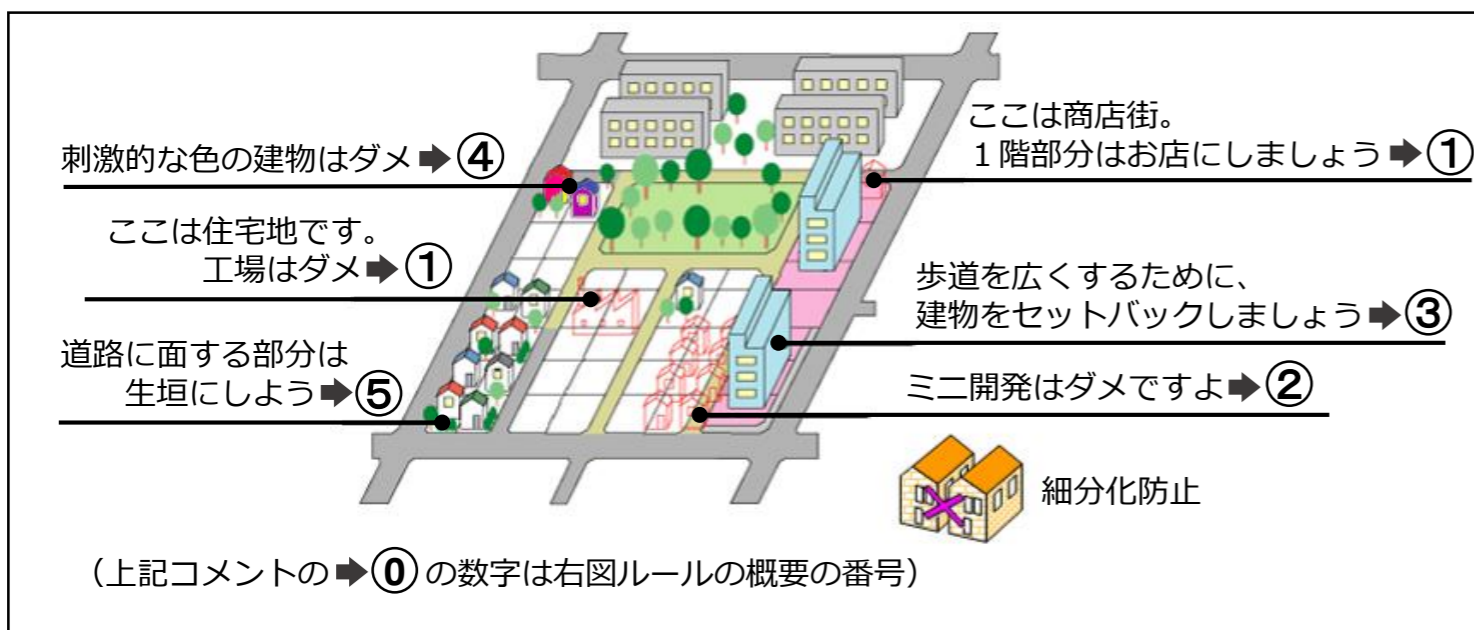 刺激的な色の建物はダメ➡④
ここは住宅地です。
工場はダメ➡①
道路に面する部分は
生垣にしよう➡⑤
ここは商店街。
１階部分はお店にしましょう➡①
歩道を広くするために、
建物をセットバックしましょう➡③
ミニ開発はダメですよ➡②
細分化防止
（上記コメントの➡⓪の数字は右図ルールの概要の番号）